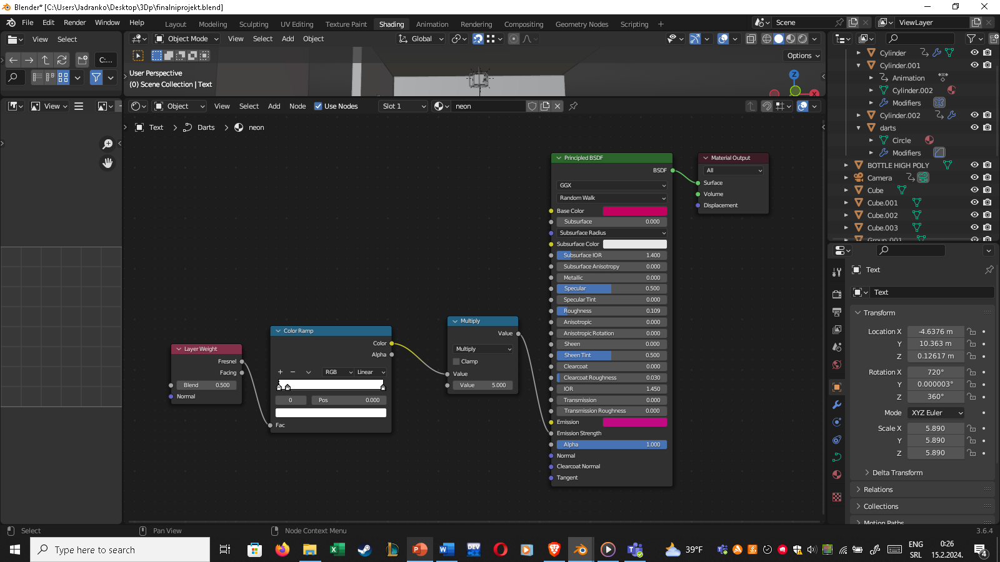 Blender* [C:\Users\Jadranko\Desktop\3Dp\finalniprojekt.blend]
File Edit Render Window Help
Layout Modeling Sculpting UV Editing Texture Paint Shading Animation Rendering Compositing Geometry Nodes Scripting +
Scene
ViewLayer
View Select
C:...
View
Object Mode View Select Add Object
Global
Options
User Perspective
(0) Scene Collection | Text
Z
X
Object View Select Add Node Use Nodes Slot 1 neon
Text > Darts > neon
Principled BSDF
BSDF
GGX
Random Walk
Base Color
Subsurface 0.000
Subsurface Radius
Subsurface Color
Subsurface IOR 1.400
Subsurface Anisotropy 0.000
Metallic 0.000
Specular 0.500
Specular Tint 0.000
Roughness 0.109
Anisotropic 0.000
Anisotropic Rotation 0.000
Sheen 0.000
Sheen Tint 0.500
Clearcoat 0.000
Clearcoat Roughness 0.030
IOR 1.450
Transmission 0.000
Transmission Roughness 0.000
Emission
Emission Strength
Alpha 1.000
Normal
Clearcoat Normal
Tangent
Material Output
All
Surface
Volume
Displacement
Layer Weight
Fresnel
Facing
Blend 0.500
Normal
Color Ramp
Color
Alpha
+ − RGB Linear
0 Pos 0.000
Fac
Multiply
Value
Multiply
Clamp
Value
Value 5.000
Cylinder
Cylinder.001
Animation
Cylinder.002
Modifiers
Cylinder.002
darts
Circle
Modifiers
BOTTLE HIGH POLY
Camera
Cube
Cube.001
Cube.002
Cube.003
Group.001
Text
Text
Transform
Location X -4.6376 m
Y 10.363 m
Z 0.12617 m
Rotation X 720°
Y 0.000003°
Z 360°
Mode XYZ Euler
Scale X 5.890
Y 5.890
Z 5.890
Delta Transform
Relations
Collections
Motion Paths
Select
Pan View
Node Context Menu
3.6.4
Type here to search
DEV
39°F
ENG
SRL
0:26
15.2.2024.
4